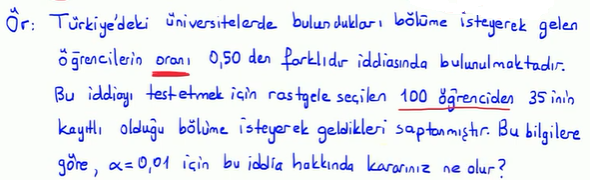 Ör: Türkiye'deki üniversitelerde bulundukları bölüme isteyerek gelen
öğrencilerin oranı 0,50 den farklıdır iddiasında bulunulmaktadır.
Bu iddiayı test etmek için rastgele seçilen 100 öğrenciden 35 inin
kayıtlı olduğu bölüme isteyerek geldikleri saptanmıştır. Bu bilgilere
göre, α=0,01 için bu iddia hakkında kararınız ne olur?